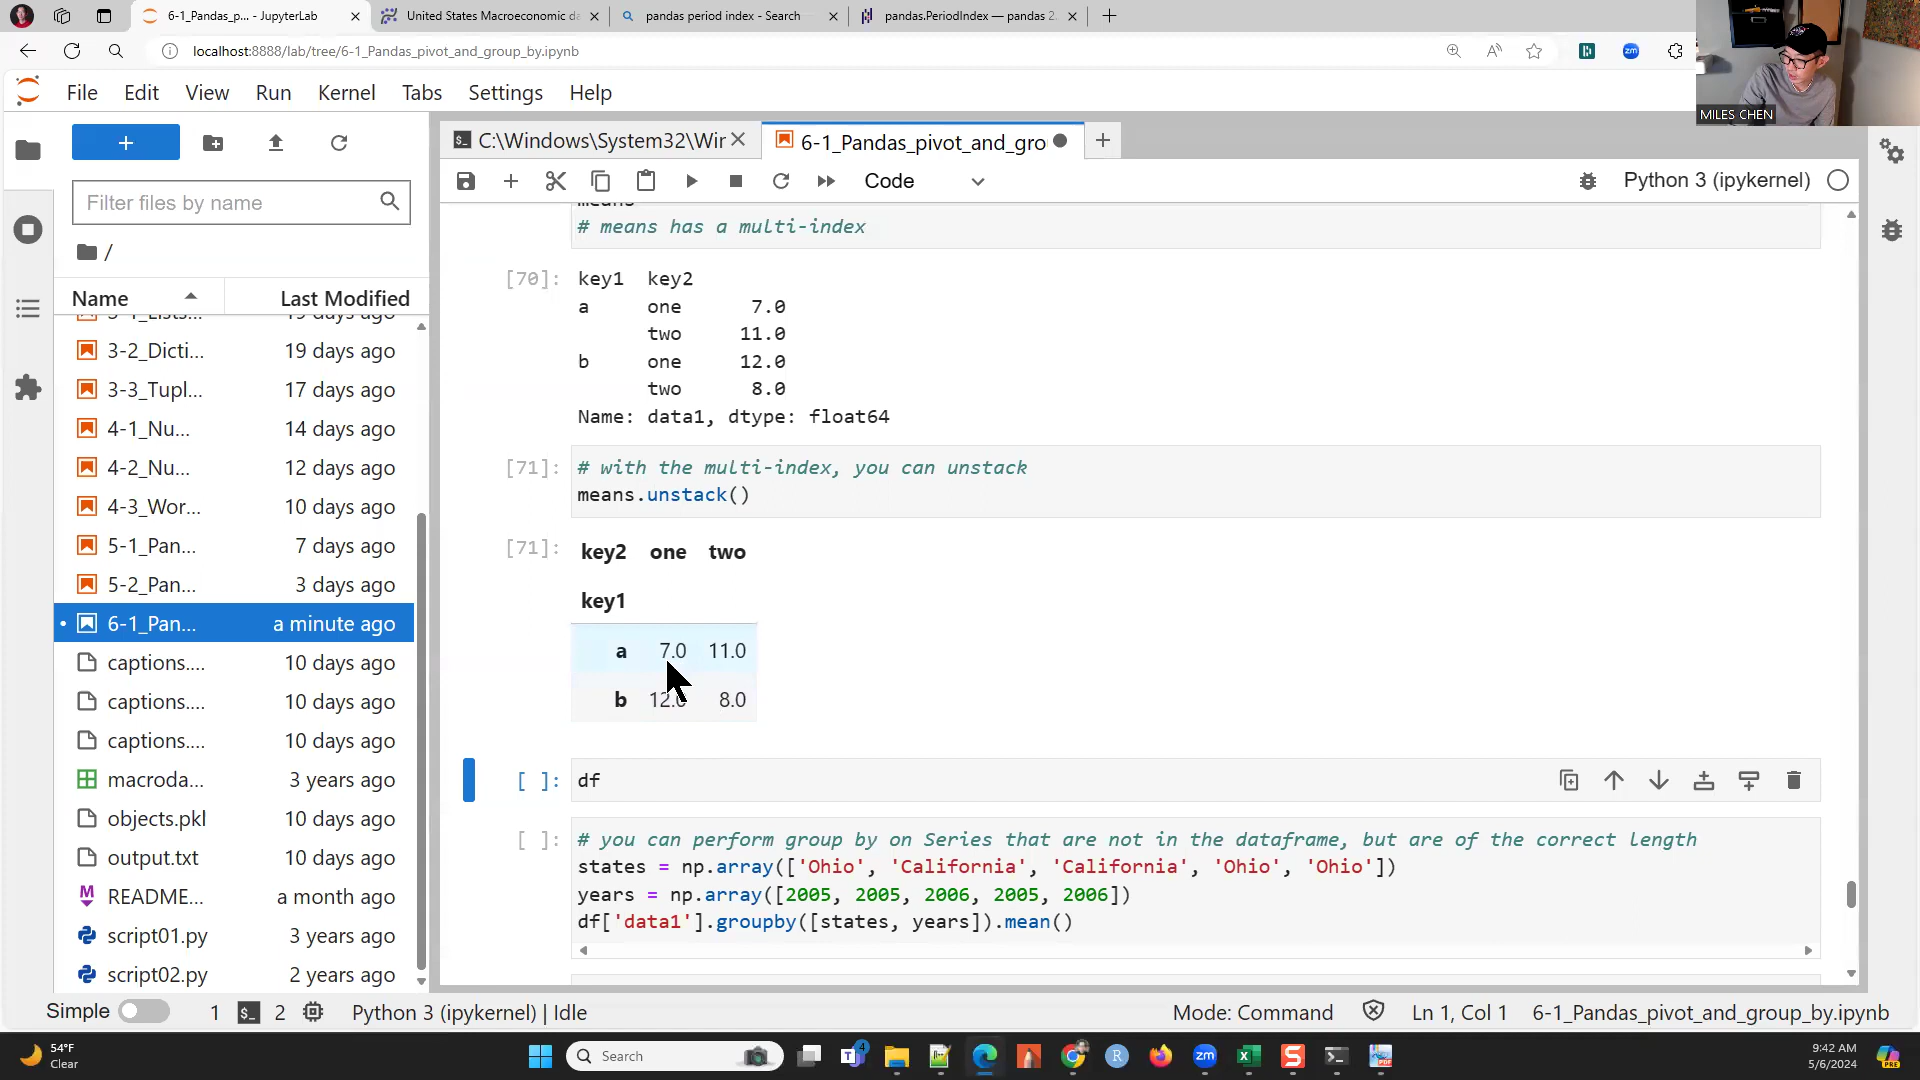 6-1_Pandas_p... - JupyterLab
United States Macroeconomic da
pandas period index - Search
pandas.PeriodIndex — pandas 2.
localhost:8888/lab/tree/6-1_Pandas_pivot_and_group_by.ipynb
MILES CHEN
File Edit View Run Kernel Tabs Settings Help
C:\Windows\System32\Wir
6-1_Pandas_pivot_and_gro
Code
Python 3 (ipykernel)
Filter files by name
/
Name
Last Modified
3-1_Lists... 19 days ago
3-2_Dicti... 19 days ago
3-3_Tupl... 17 days ago
4-1_Nu... 14 days ago
4-2_Nu... 12 days ago
4-3_Wor... 10 days ago
5-1_Pan... 7 days ago
5-2_Pan... 3 days ago
6-1_Pan... a minute ago
captions.... 10 days ago
captions.... 10 days ago
captions.... 10 days ago
macroda... 3 years ago
objects.pkl 10 days ago
output.txt 10 days ago
README... a month ago
script01.py 3 years ago
script02.py 2 years ago
means
# means has a multi-index
[70]: key1 key2
a one 7.0
two 11.0
b one 12.0
two 8.0
Name: data1, dtype: float64
[71]: # with the multi-index, you can unstack
means.unstack()
[71]: key2 one two
key1
a 7.0 11.0
b 12.0 8.0
[ ]: df
[ ]: # you can perform group by on Series that are not in the dataframe, but are of the correct length
states = np.array(['Ohio', 'California', 'California', 'Ohio', 'Ohio'])
years = np.array([2005, 2005, 2006, 2005, 2006])
df['data1'].groupby([states, years]).mean()
Simple 1 2 Python 3 (ipykernel) | Idle
Mode: Command Ln 1, Col 1 6-1_Pandas_pivot_and_group_by.ipynb
54°F
Clear
Search
4
9:42 AM
5/6/2024